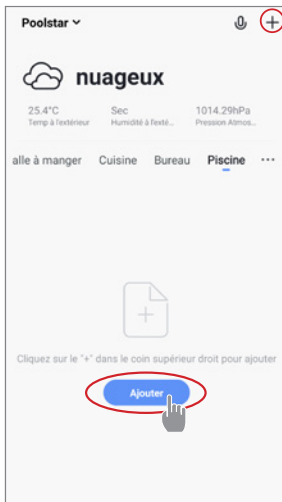 Poolstar
nuageux
25.4°C Sec 1014.29hPa
Temp à l'extérieur Humidité à l'exté... Pression Atmos...
alle à manger Cuisine Bureau Piscine ...
Cliquez sur le "+" dans le coin supérieur droit pour ajouter
Ajouter